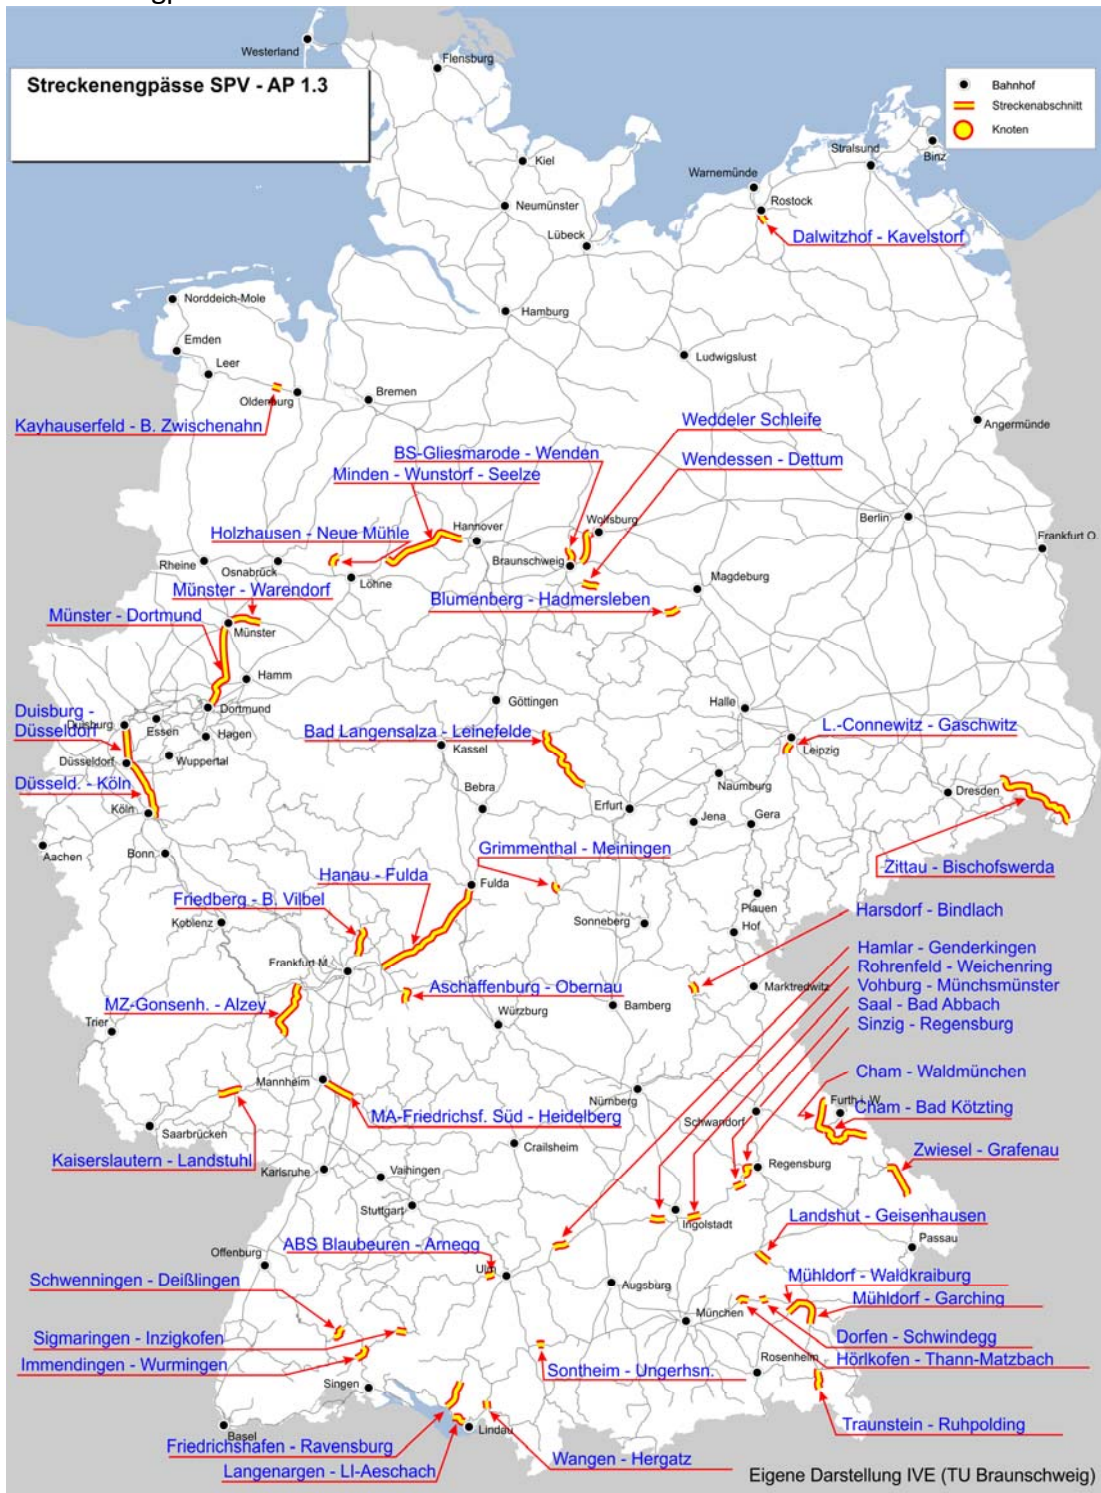 Westerland
Flensburg
Streckenengpässe SPV - AP 1.3
Bahnhof
Streckenabschnitt
Knoten
Kiel
Stralsund
Binz
Warnemünde
Rostock
Neumünster
Lübeck
Dalwitzhof - Kavelstorf
Norddeich-Mole
Hamburg
Emden
Leer
Ludwigslust
Oldenburg
Bremen
Kayhauserfeld - B. Zwischenahn
Weddeler Schleife
Angermünde
BS-Gliesmarode - Wenden
Wendessen - Dettum
Minden - Wunstorf - Seelze
Holzhausen - Neue Mühle
Hannover
Wolfsburg
Berlin
Frankfurt O.
Rheine
Osnabrück
Braunschweig
Löhne
Magdeburg
Münster - Warendorf
Blumenberg - Hadmersleben
Münster - Dortmund
Münster
Hamm
Göttingen
Halle
Dortmund
Duisburg -
Düsseldorf
Duisburg
Essen
Hagen
Bad Langensalza - Leinefelde
L.-Connewitz - Gaschwitz
Kassel
Leipzig
Düsseldorf
Wuppertal
Düsseld. - Köln
Bebra
Naumburg
Dresden
Köln
Erfurt
Jena
Gera
Aachen
Bonn
Grimmenthal - Meiningen
Zittau - Bischofswerda
Hanau - Fulda
Fulda
Friedberg - B. Vilbel
Plauen
Harsdorf - Bindlach
Koblenz
Sonneberg
Hof
Hamlar - Genderkingen
Rohrenfeld - Weichenring
Frankfurt M.
Vohburg - Münchsmünster
Aschaffenburg - Obernau
Marktredwitz
MZ-Gonsenh. - Alzey
Bamberg
Saal - Bad Abbach
Würzburg
Sinzig - Regensburg
Trier
Cham - Waldmünchen
Mannheim
Nürnberg
Furth i. W.
MA-Friedrichsf. Süd - Heidelberg
Schwandorf
Cham - Bad Kötzting
Saarbrücken
Crailsheim
Zwiesel - Grafenau
Kaiserslautern - Landstuhl
Karlsruhe
Vaihingen
Regensburg
Stuttgart
Landshut - Geisenhausen
Ingolstadt
Passau
Offenburg
ABS Blaubeuren - Arnegg
Ulm
Schwenningen - Deißlingen
Augsburg
Mühldorf - Waldkraiburg
Mühldorf - Garching
München
Sigmaringen - Inzigkofen
Dorfen - Schwindegg
Immendingen - Wurmingen
Hörlkofen - Thann-Matzbach
Rosenheim
Sontheim - Ungerhsn.
Singen
Traunstein - Ruhpolding
Basel
Lindau
Friedrichshafen - Ravensburg
Wangen - Hergatz
Langenargen - LI-Aeschach
Eigene Darstellung IVE (TU Braunschweig)